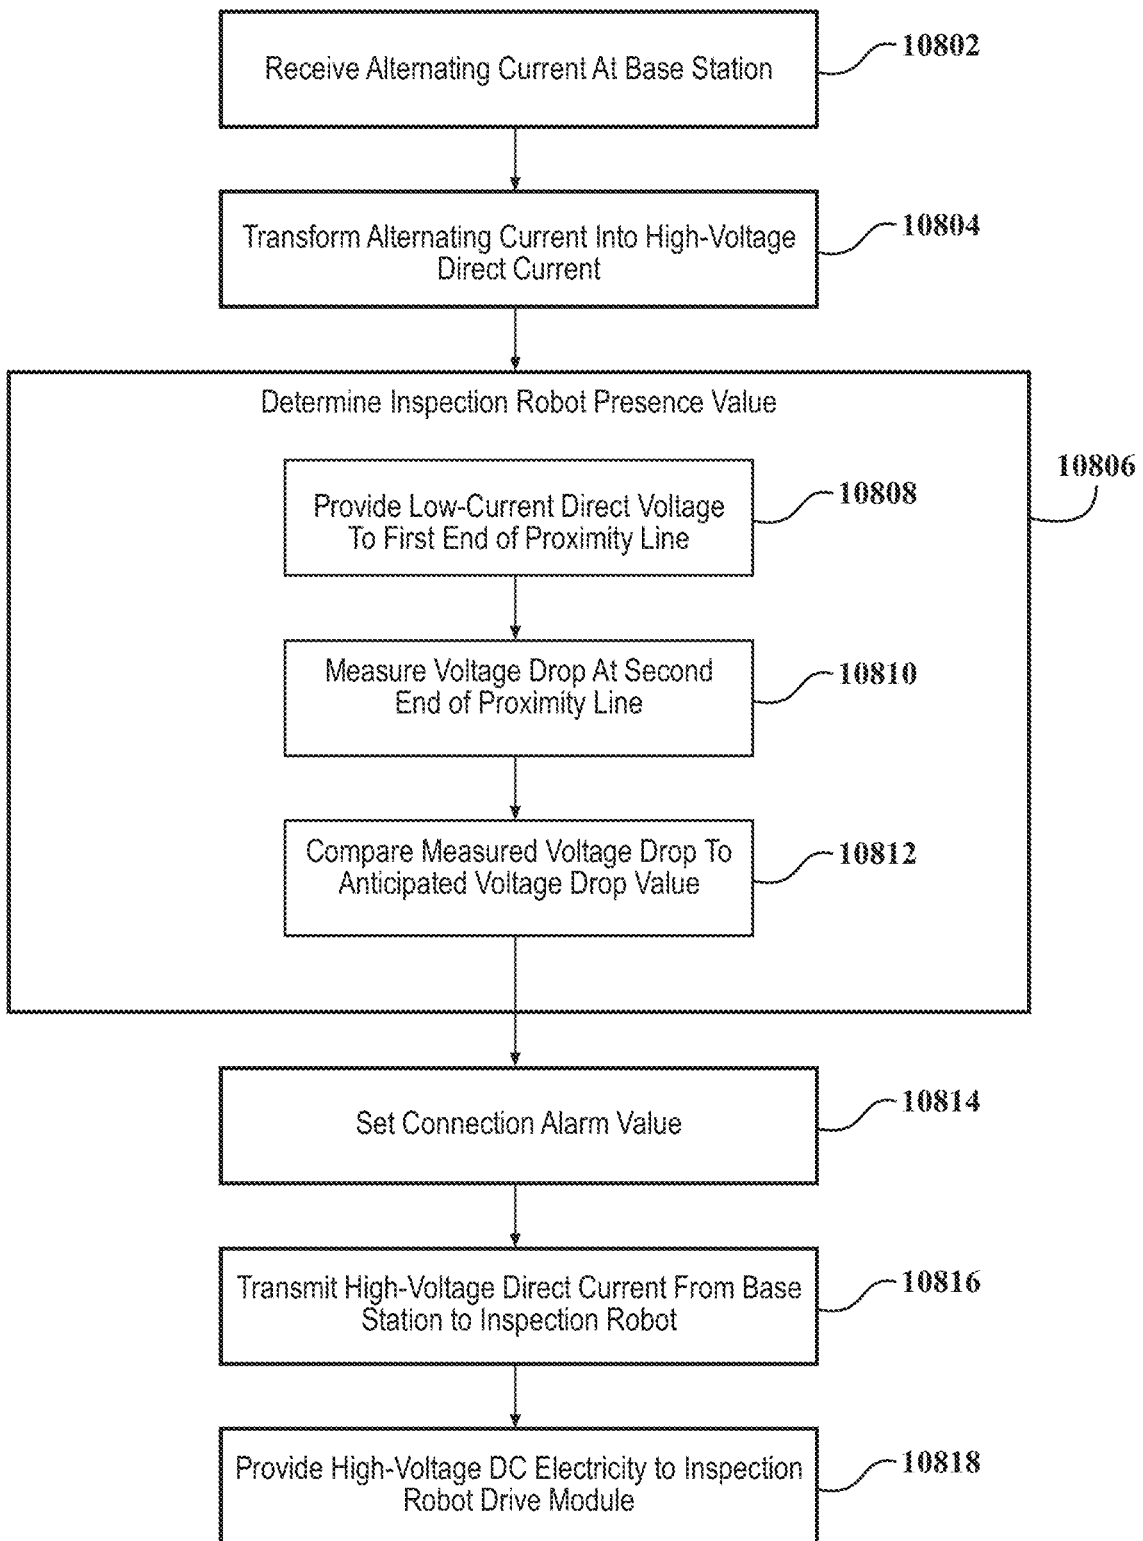 Receive Alternating Current At Base Station
10802
Transform Alternating Current Into High-Voltage
Direct Current
10804
Determine Inspection Robot Presence Value
10806
Provide Low-Current Direct Voltage
To First End of Proximity Line
10808
Measure Voltage Drop At Second
End of Proximity Line
10810
Compare Measured Voltage Drop To
Anticipated Voltage Drop Value
10812
Set Connection Alarm Value
10814
Transmit High-Voltage Direct Current From Base
Station to Inspection Robot
10816
Provide High-Voltage DC Electricity to Inspection
Robot Drive Module
10818